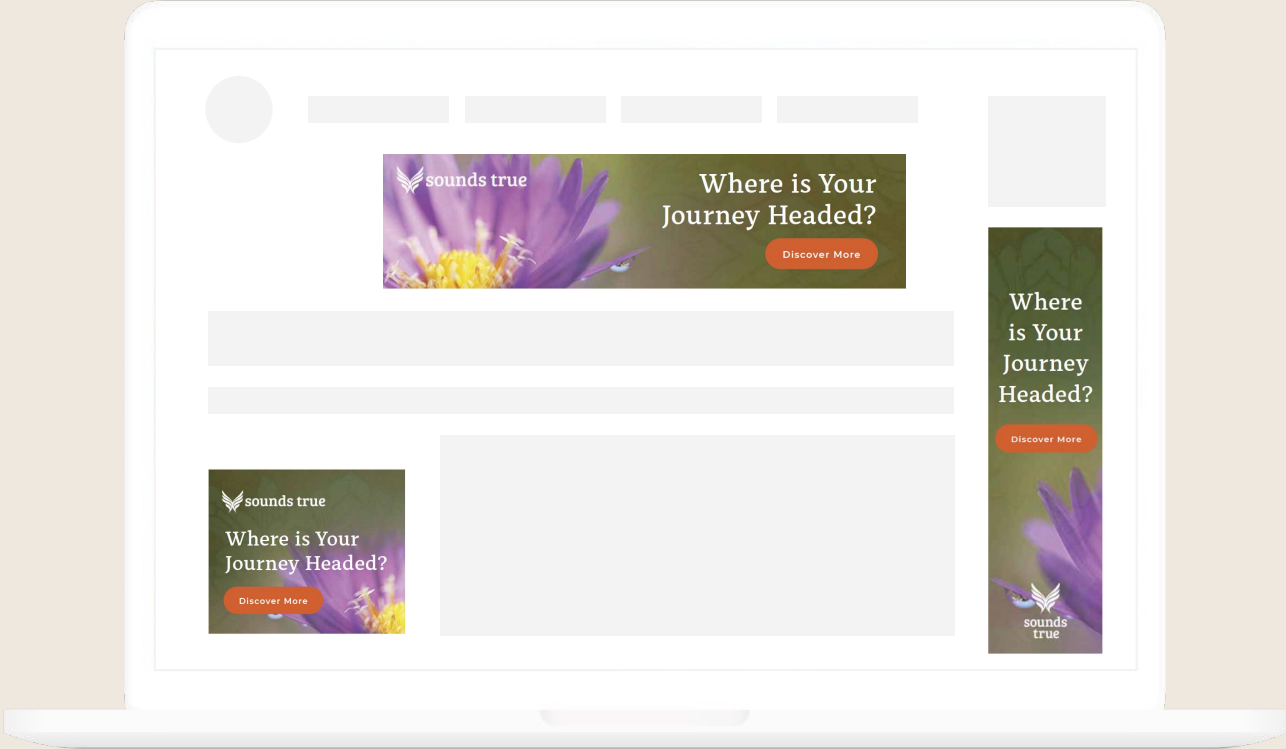 sounds true
Where is Your
Journey Headed?
Discover More
Where
is Your
Journey
Headed?
Discover More
sounds
true
sounds true
Where is Your
Journey Headed?
Discover More